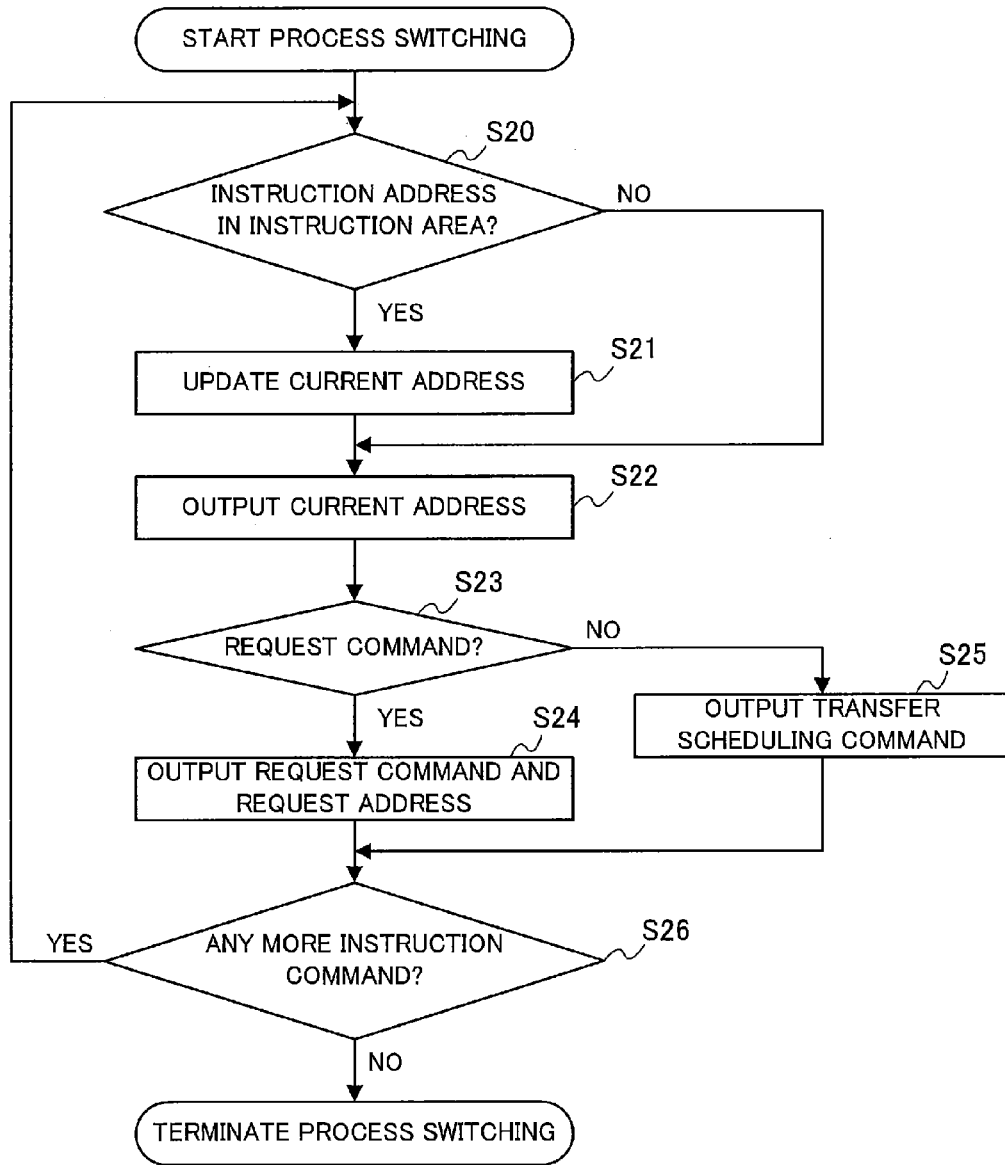 START PROCESS SWITCHING
S20
INSTRUCTION ADDRESS
IN INSTRUCTION AREA?
NO
YES
S21
UPDATE CURRENT ADDRESS
S22
OUTPUT CURRENT ADDRESS
S23
REQUEST COMMAND?
NO
S25
YES
S24
OUTPUT TRANSFER
SCHEDULING COMMAND
OUTPUT REQUEST COMMAND AND
REQUEST ADDRESS
YES
ANY MORE INSTRUCTION
COMMAND?
S26
NO
TERMINATE PROCESS SWITCHING